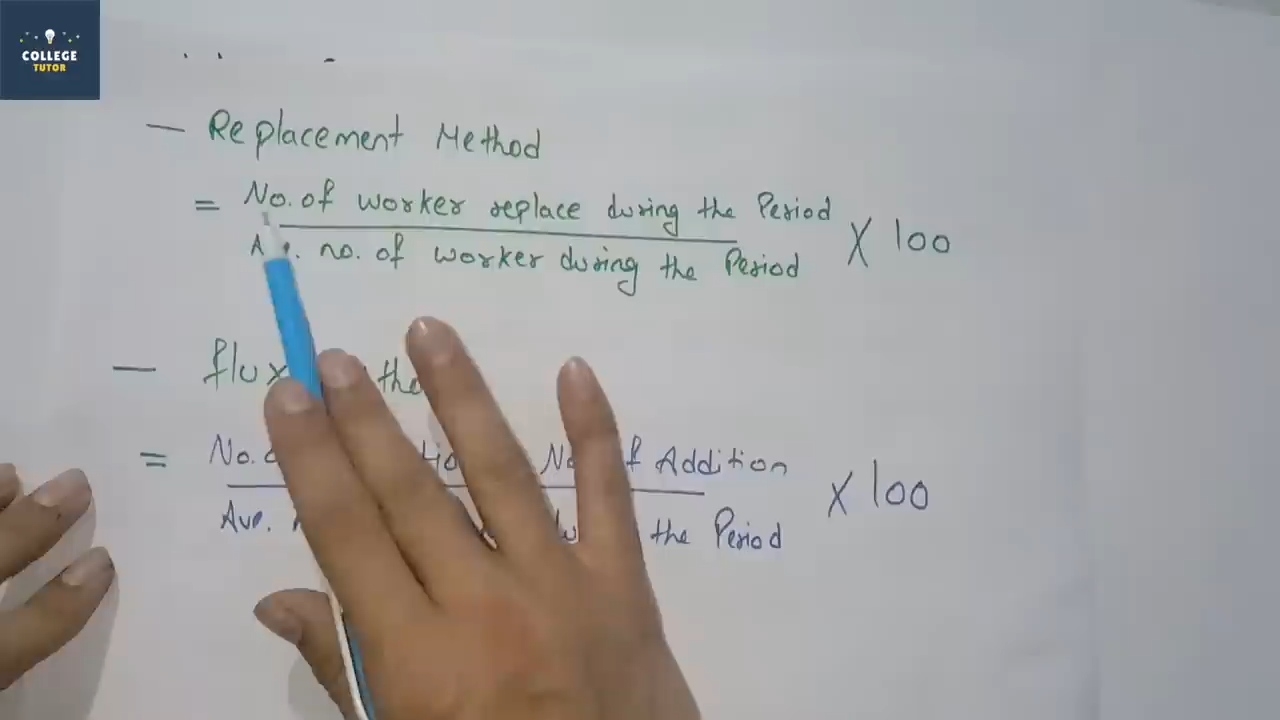 COLLEGE
TUTOR
— Replacement Method
= No. of worker replace during the Period
no. of worker during the Period X 100
— flux
= No. Addition
Ave. the Period X 100